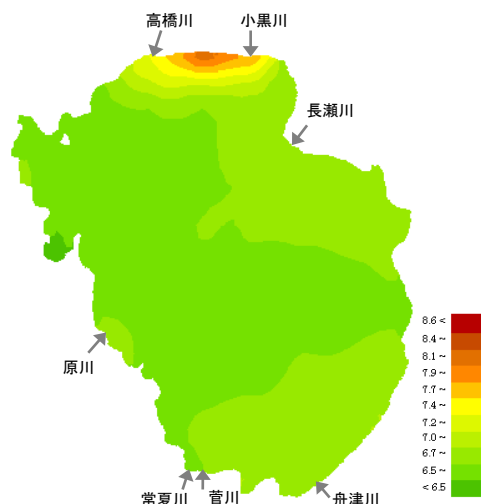 高橋川
小黒川
長瀬川
原川
常夏川
菅川
舟津川
8.6 <
8.4 ~
8.1 ~
7.9 ~
7.7 ~
7.4 ~
7.2 ~
7.0 ~
6.7 ~
6.5 ~
< 6.5